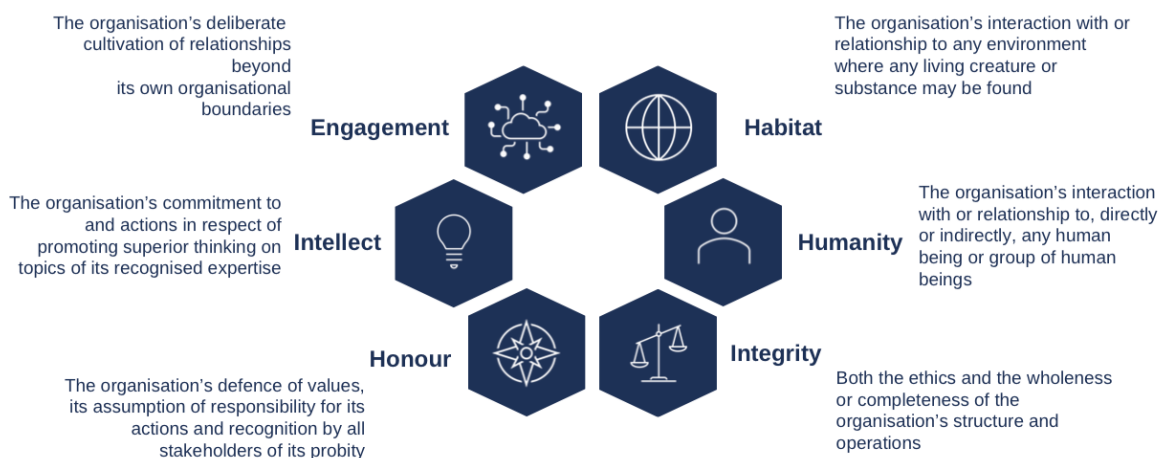 The organisation’s deliberate
cultivation of relationships
beyond
its own organisational
boundaries
Engagement
The organisation’s interaction with or
relationship to any environment
where any living creature or
substance may be found
Habitat
The organisation’s commitment to
and actions in respect of
promoting superior thinking on
topics of its recognised expertise
Intellect
Humanity
The organisation’s interaction
with or relationship to, directly
or indirectly, any human
being or group of human
beings
Honour
The organisation’s defence of values,
its assumption of responsibility for its
actions and recognition by all
stakeholders of its probity
Integrity
Both the ethics and the wholeness
or completeness of the
organisation’s structure and
operations